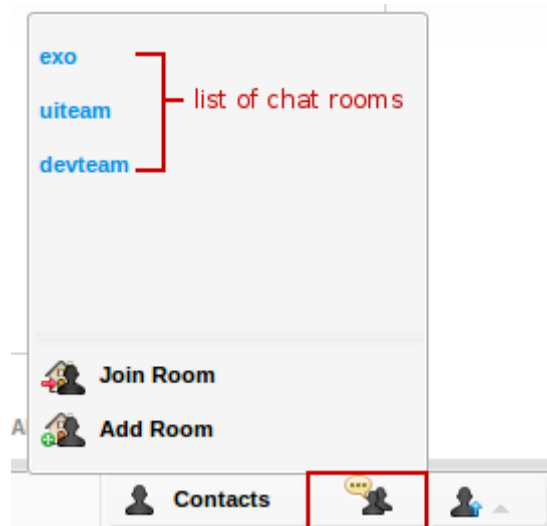 exo
uiteam
list of chat rooms
devteam
Join Room
Add Room
A
Contacts